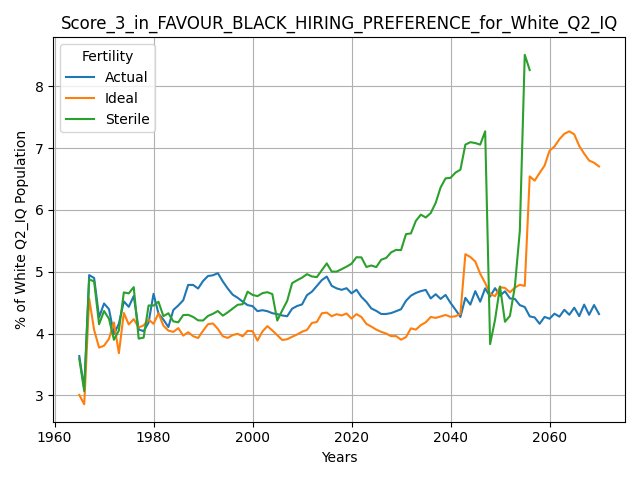 Score_3_in_FAVOUR_BLACK_HIRING_PREFERENCE_for_White_Q2_IQ
Fertility
Actual
Ideal
Sterile
% of White Q2_IQ Population
8
7
6
5
4
3
1960 1980 2000 2020 2040 2060
Years